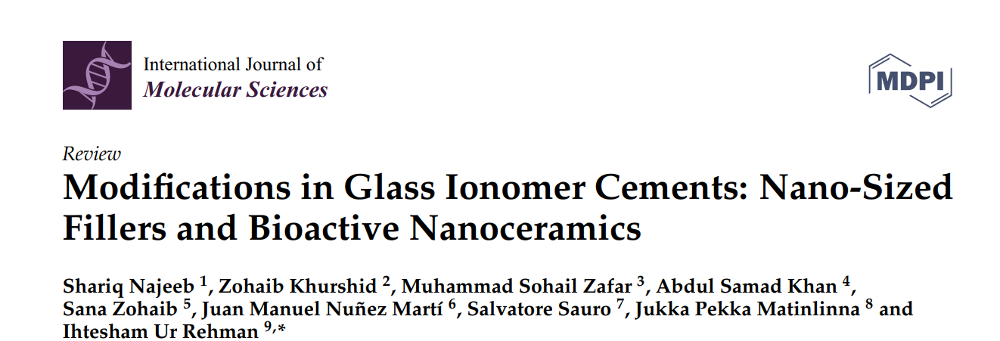 International Journal of
Molecular Sciences
MDPI
Review
Modifications in Glass Ionomer Cements: Nano-Sized
Fillers and Bioactive Nanoceramics
Shariq Najeeb 1, Zohaib Khurshid 2, Muhammad Sohail Zafar 3, Abdul Samad Khan 4,
Sana Zohaib 5, Juan Manuel Nuñez Martí 6, Salvatore Sauro 7, Jukka Pekka Matinlinna 8 and
Ihtesham Ur Rehman 9,*